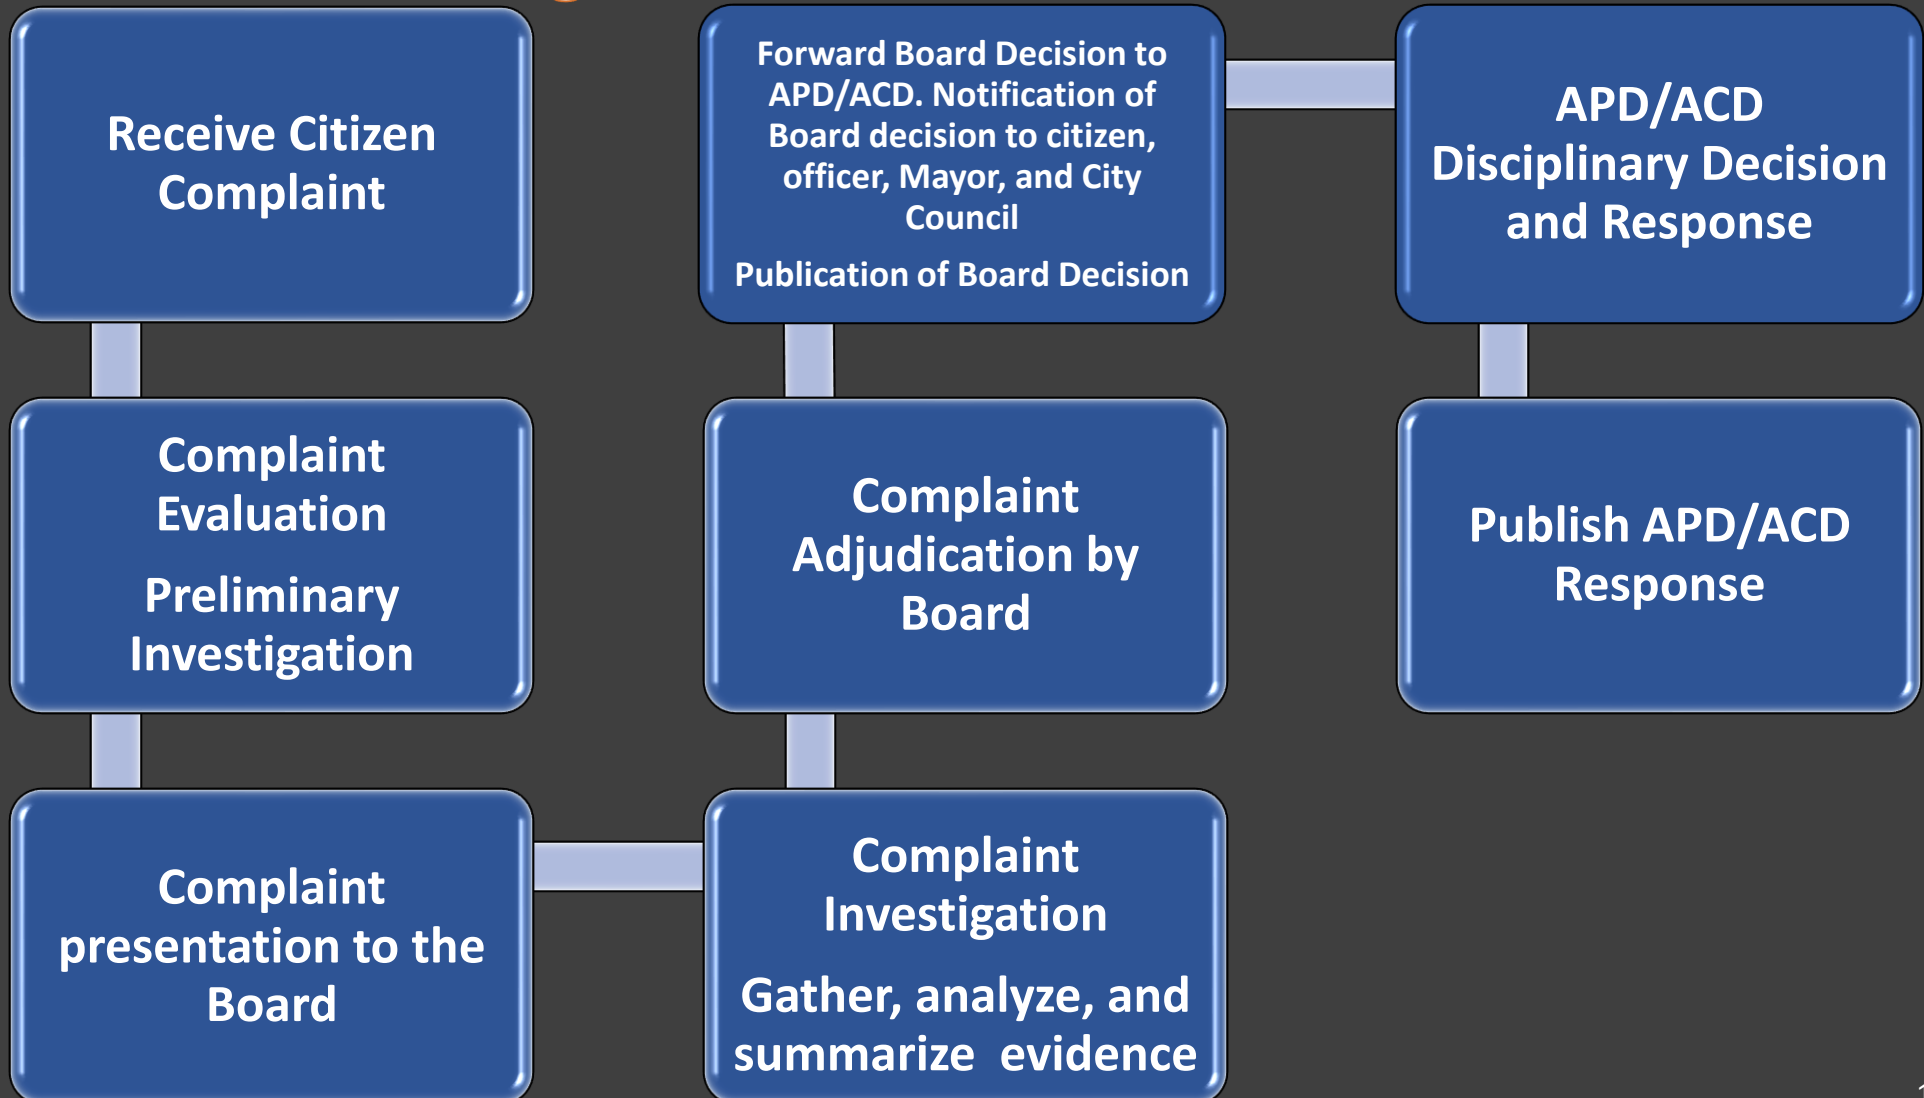 Receive Citizen
Complaint
Complaint
Evaluation
Preliminary
Investigation
Complaint
presentation to the
Board
Complaint
Investigation
Gather, analyze, and
summarize evidence
Complaint
Adjudication by
Board
Forward Board Decision to
APD/ACD. Notification of
Board decision to citizen,
officer, Mayor, and City
Council
Publication of Board Decision
APD/ACD
Disciplinary Decision
and Response
Publish APD/ACD
Response